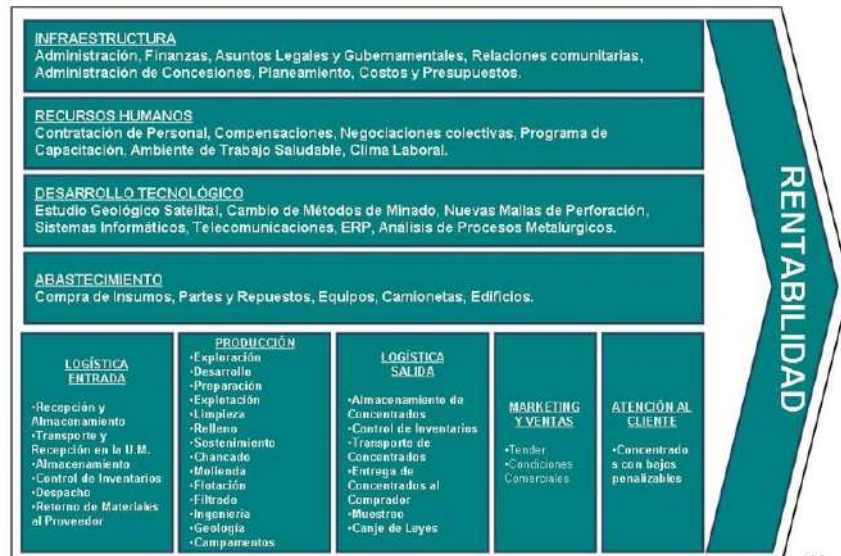 INFRAESTRUCTURA
Administración, Finanzas, Asuntos Legales y Gubernamentales, Relaciones comunitarias,
Administración de Concesiones, Planeamiento, Costos y Presupuestos.
RECURSOS HUMANOS
Contratación de Personal, Compensaciones, Negociaciones colectivas, Programa de
Capacitación, Ambiente de Trabajo Saludable, Clima Laboral.
DESARROLLO TECNOLÓGICO
Estudio Geológico Satelital, Cambio de Métodos de Minado, Nuevas Mallas de Perforación,
Sistemas Informáticos, Telecomunicaciones, ERP, Análisis de Procesos Metalúrgicos.
ABASTECIMIENTO
Compra de Insumos, Partes y Repuestos, Equipos, Camionetas, Edificios.
LOGÍSTICA
ENTRADA
•Recepción y
Almacenamiento
•Transporte y
Recepción en la U.M.
•Almacenamiento
•Control de Inventarios
•Despacho
•Retorno de Materiales
al Proveedor
PRODUCCIÓN
•Exploración
•Desarrollo
•Preparación
•Explotación
•Limpieza
•Relleno
•Sostenimiento
•Chancado
•Molienda
•Flotación
•Filtrado
•Ingeniería
•Geología
•Campamentos
LOGÍSTICA
SALIDA
•Almacenamiento de
Concentrados
•Control de Inventarios
•Transporte de
Concentrados
•Entrega de
Concentrados al
Comprador
•Muestreo
•Canje de Leyes
MARKETING
Y VENTAS
•Tender
•Condiciones
Comerciales
ATENCIÓN AL
CLIENTE
•Concentrado
s con bajos
penalizables
RENTABILIDAD